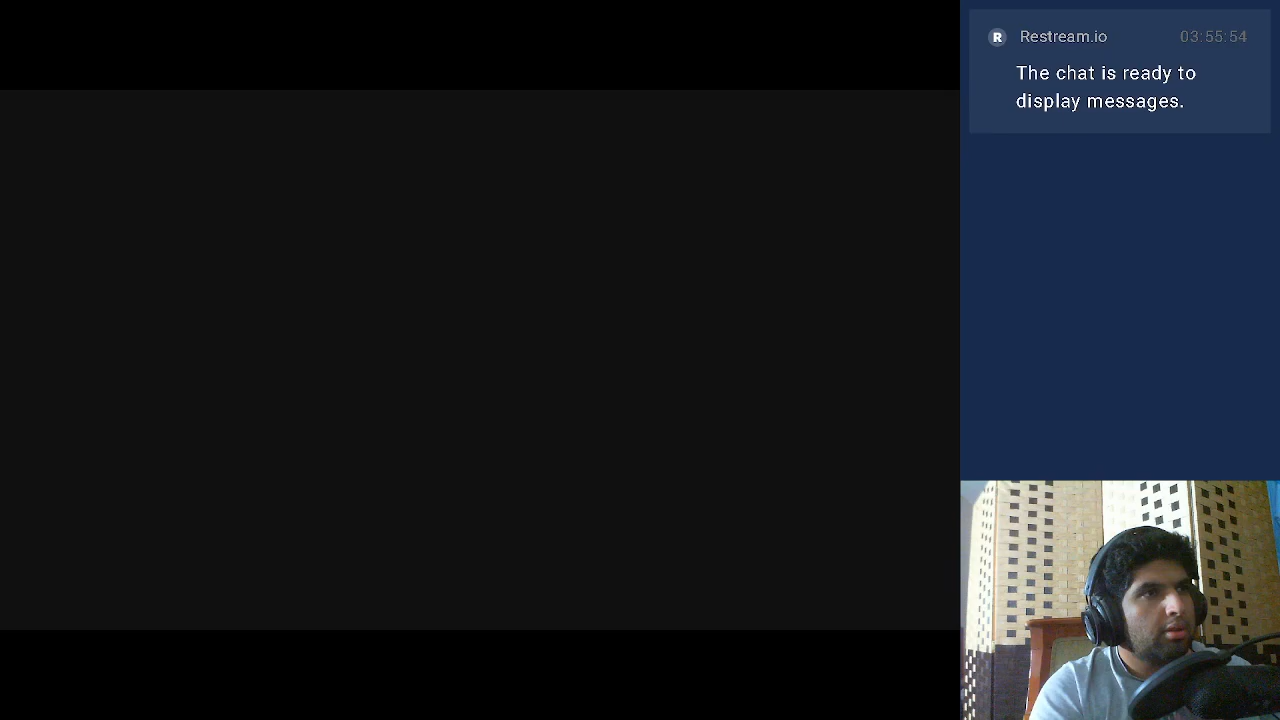 R Restream.io 03:55:54
The chat is ready to
display messages.